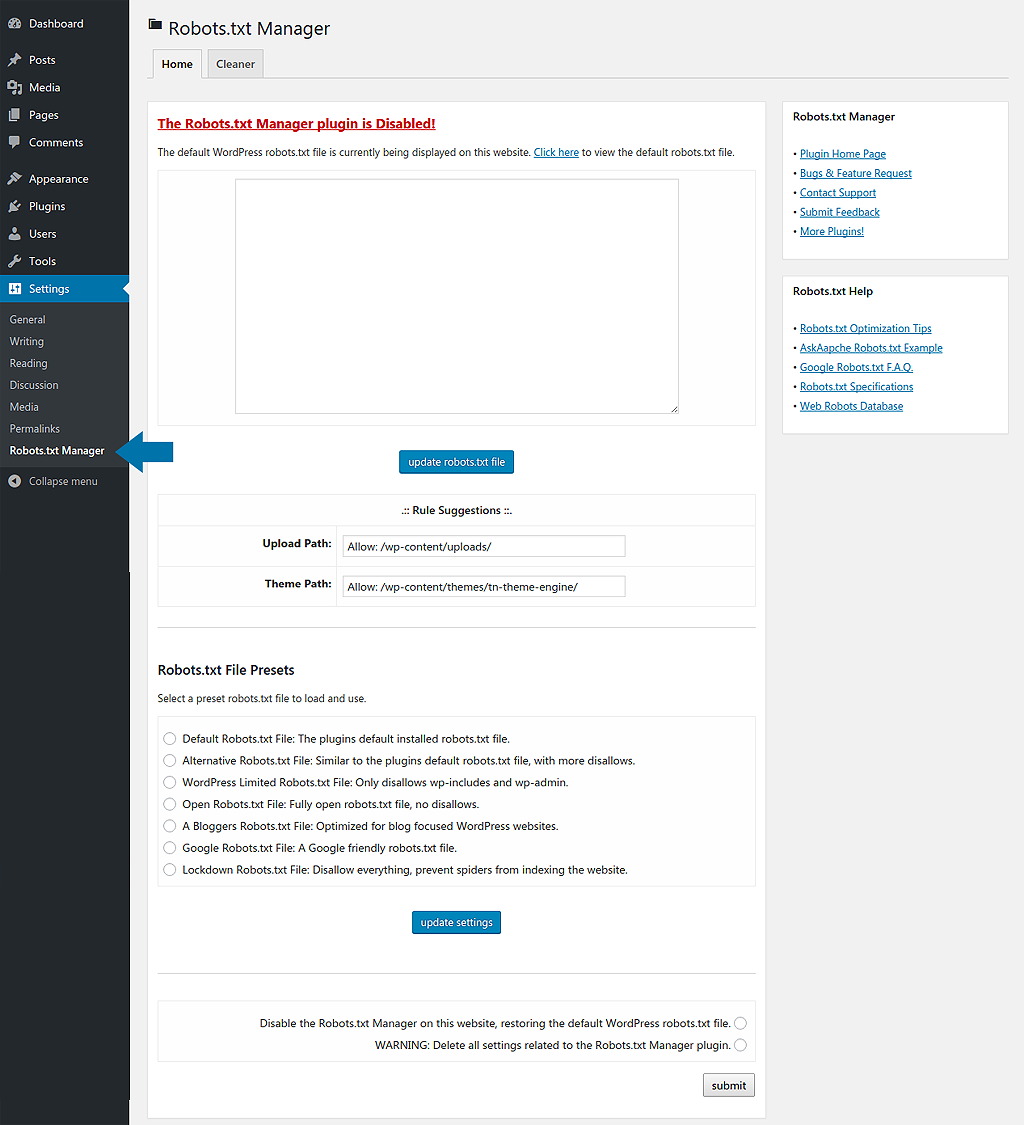 Dashboard
Posts
Media
Pages
Comments
Appearance
Plugins
Users
Tools
Settings
General
Writing
Reading
Discussion
Media
Permalinks
Robots.txt Manager
Collapse menu
Robots.txt Manager
Home
Cleaner
The Robots.txt Manager plugin is Disabled!
The default WordPress robots.txt file is currently being displayed on this website. Click here to view the default robots.txt file.
update robots.txt file
.:: Rule Suggestions ::.
Upload Path: Allow: /wp-content/uploads/
Theme Path: Allow: /wp-content/themes/tn-theme-engine/
Robots.txt File Presets
Select a preset robots.txt file to load and use.
Default Robots.txt File: The plugins default installed robots.txt file.
Alternative Robots.txt File: Similar to the plugins default robots.txt file, with more disallows.
WordPress Limited Robots.txt File: Only disallows wp-includes and wp-admin.
Open Robots.txt File: Fully open robots.txt file, no disallows.
A Bloggers Robots.txt File: Optimized for blog focused WordPress websites.
Google Robots.txt File: A Google friendly robots.txt file.
Lockdown Robots.txt File: Disallow everything, prevent spiders from indexing the website.
update settings
Disable the Robots.txt Manager on this website, restoring the default WordPress robots.txt file.
WARNING: Delete all settings related to the Robots.txt Manager plugin.
submit
Robots.txt Manager
• Plugin Home Page
• Bugs & Feature Request
• Contact Support
• Submit Feedback
• More Plugins!
Robots.txt Help
• Robots.txt Optimization Tips
• AskAapche Robots.txt Example
• Google Robots.txt F.A.Q.
• Robots.txt Specifications
• Web Robots Database